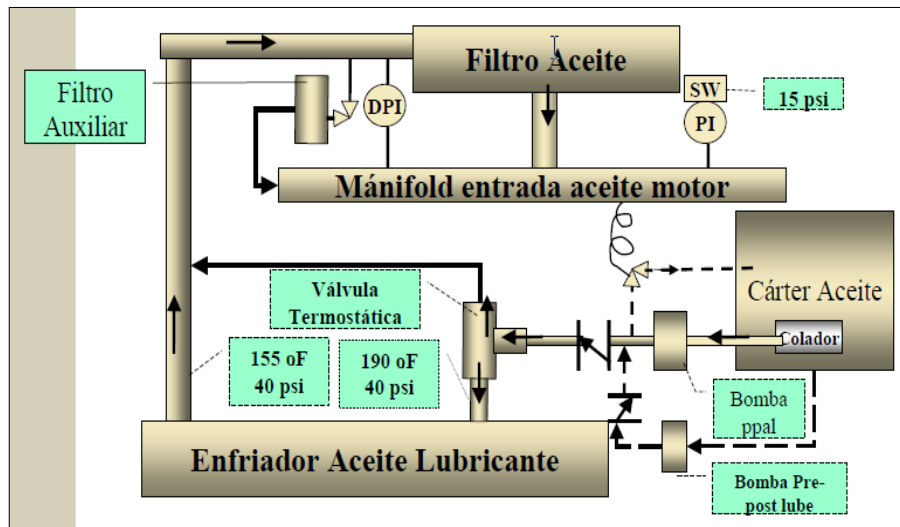 Filtro Aceite
SW
15 psi
Filtro
Auxiliar
DPI
PI
Mánifold entrada aceite motor
Válvula
Termostática
Cárter Aceite
Colador
155 oF
40 psi
190 oF
40 psi
Bomba
ppal
Enfriador Aceite Lubricante
Bomba Pre-
post lube